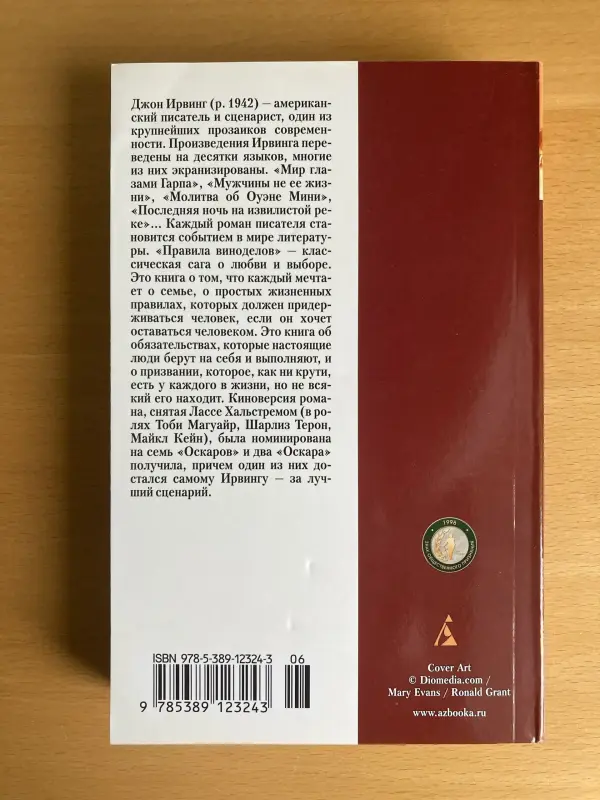 Джон Ирвинг (р. 1942) — американ-
ский писатель и сценарист, один из
крупнейших прозаиков современ-
ности. Произведения Ирвинга пере-
ведены на десятки языков, многие
из них экранизированы. «Мир гла-
зами Гарпа», «Мужчины не ее жиз-
ни», «Молитва об Оуэне Мини»,
«Последняя ночь на извилистой ре-
ке»... Каждый роман писателя ста-
новится событием в мире литерату-
ры. «Правила виноделов» — клас-
сическая сага о любви и выборе.
Это книга о том, что каждый мечта-
ет о семье, о простых жизненных
правилах, которых должен придер-
живаться человек, если он хочет
оставаться человеком. Это книга об
обязательствах, которые настоящие
люди берут на себя и выполняют, и
о призвании, которое, как ни крути,
есть у каждого в жизни, но не вся-
кий его находит. Киноверсия рома-
на, снятая Лассе Хальстремом (в ро-
лях Тоби Магуайр, Шарлиз Терон,
Майкл Кейн), была номинирована
на семь «Оскаров» и два «Оскара»
получила, причем один из них до-
стался самому Ирвингу — за луч-
ший сценарий.
ISBN 978-5-389-12324-3 06
9 785389 123243
1998
ЗНАК ОБЩЕСТВЕННОГО ПРИЗНАНИЯ
Cover Art
© Diomedia.com /
Mary Evans / Ronald Grant
www.azbooka.ru